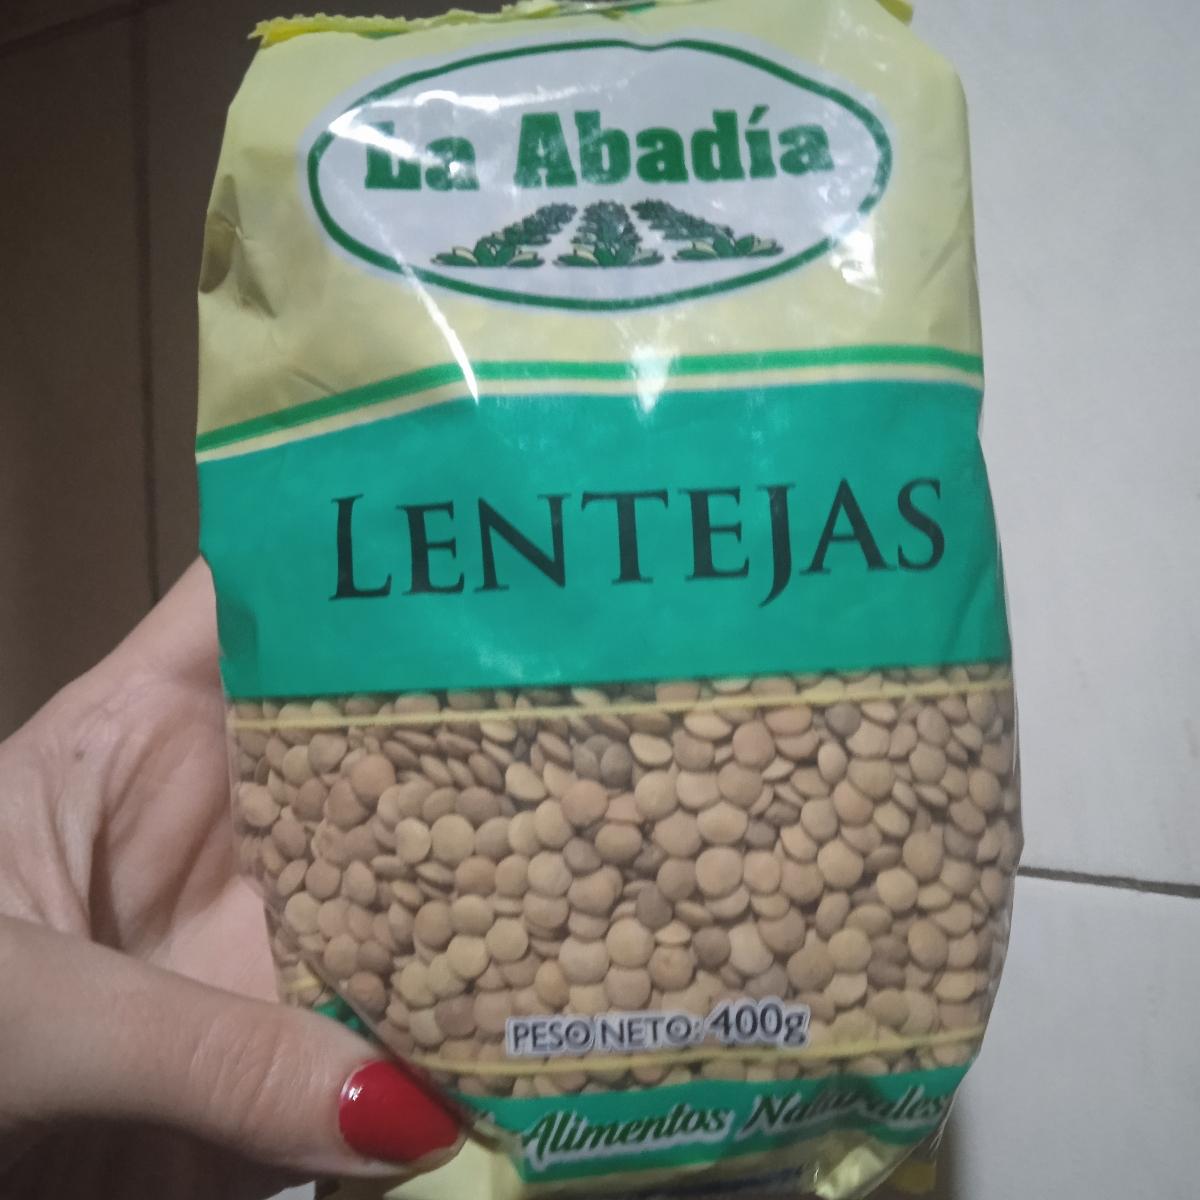 La Abadía
LENTEJAS
PESO NETO: 400g
Alimentos Naturales